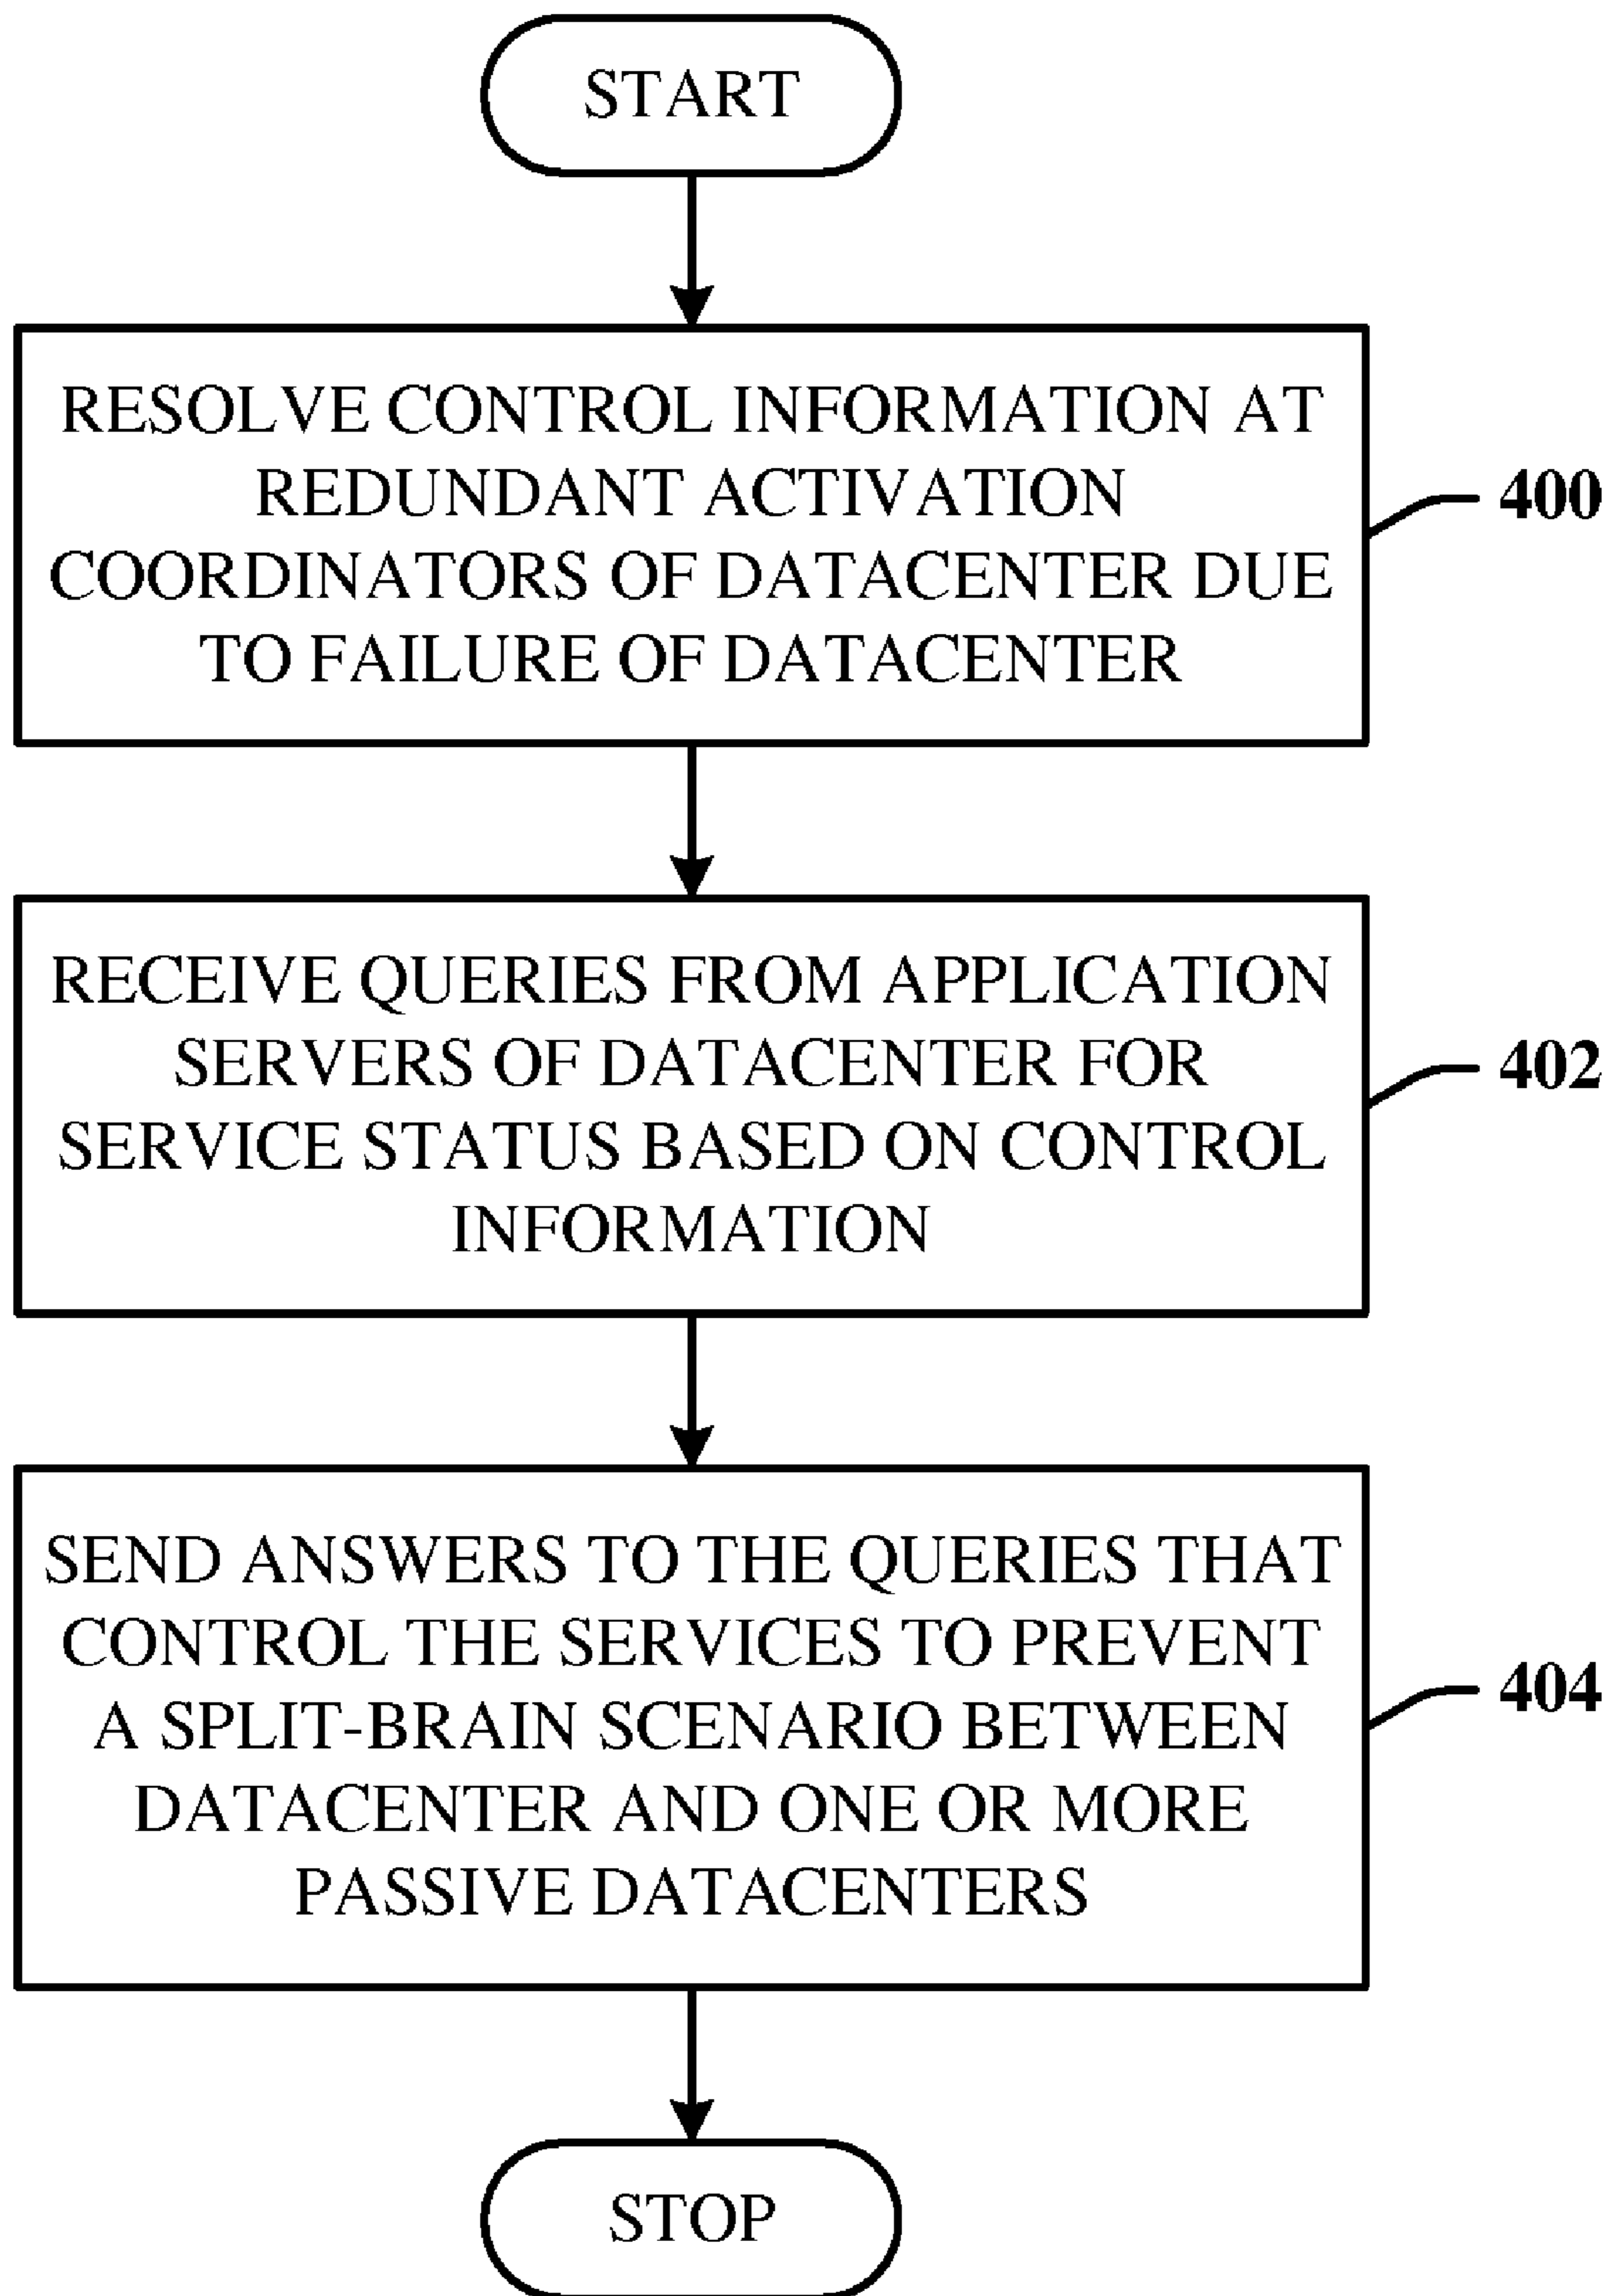 START
RESOLVE CONTROL INFORMATION AT
REDUNDANT ACTIVATION
COORDINATORS OF DATACENTER DUE
TO FAILURE OF DATACENTER
400
RECEIVE QUERIES FROM APPLICATION
SERVERS OF DATACENTER FOR
SERVICE STATUS BASED ON CONTROL
INFORMATION
402
SEND ANSWERS TO THE QUERIES THAT
CONTROL THE SERVICES TO PREVENT
A SPLIT-BRAIN SCENARIO BETWEEN
DATACENTER AND ONE OR MORE
PASSIVE DATACENTERS
404
STOP